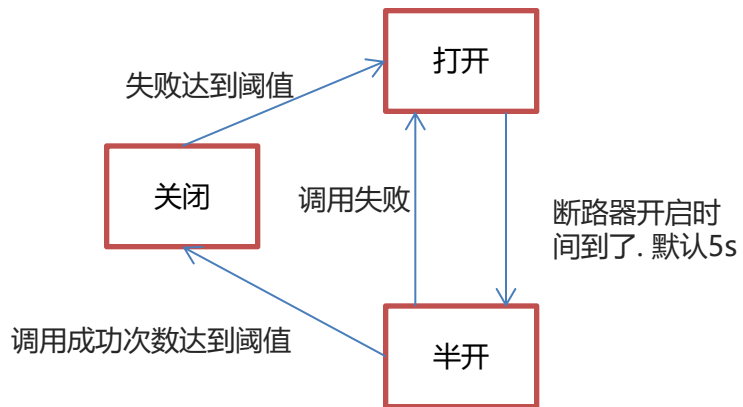 打开
失败达到阈值
关闭
调用失败
断路器开启时
间到了. 默认5s
调用成功次数达到阈值
半开